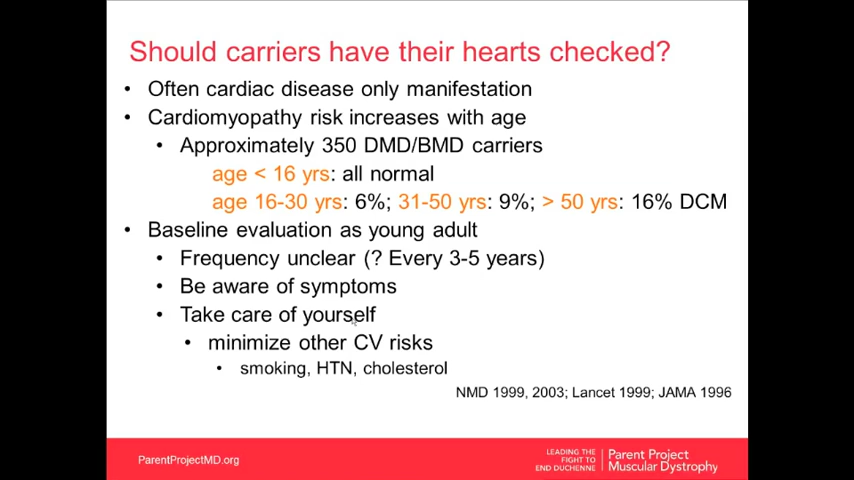 Should carriers have their hearts checked?
• Often cardiac disease only manifestation
• Cardiomyopathy risk increases with age
• Approximately 350 DMD/BMD carriers
age < 16 yrs: all normal
age 16-30 yrs: 6%; 31-50 yrs: 9%; > 50 yrs: 16% DCM
• Baseline evaluation as young adult
• Frequency unclear (? Every 3-5 years)
• Be aware of symptoms
• Take care of yourself
• minimize other CV risks
• smoking, HTN, cholesterol
NMD 1999, 2003; Lancet 1999; JAMA 1996
ParentProjectMD.org
LEADING THE
FIGHT TO
END DUCHENNE
Parent Project
Muscular Dystrophy